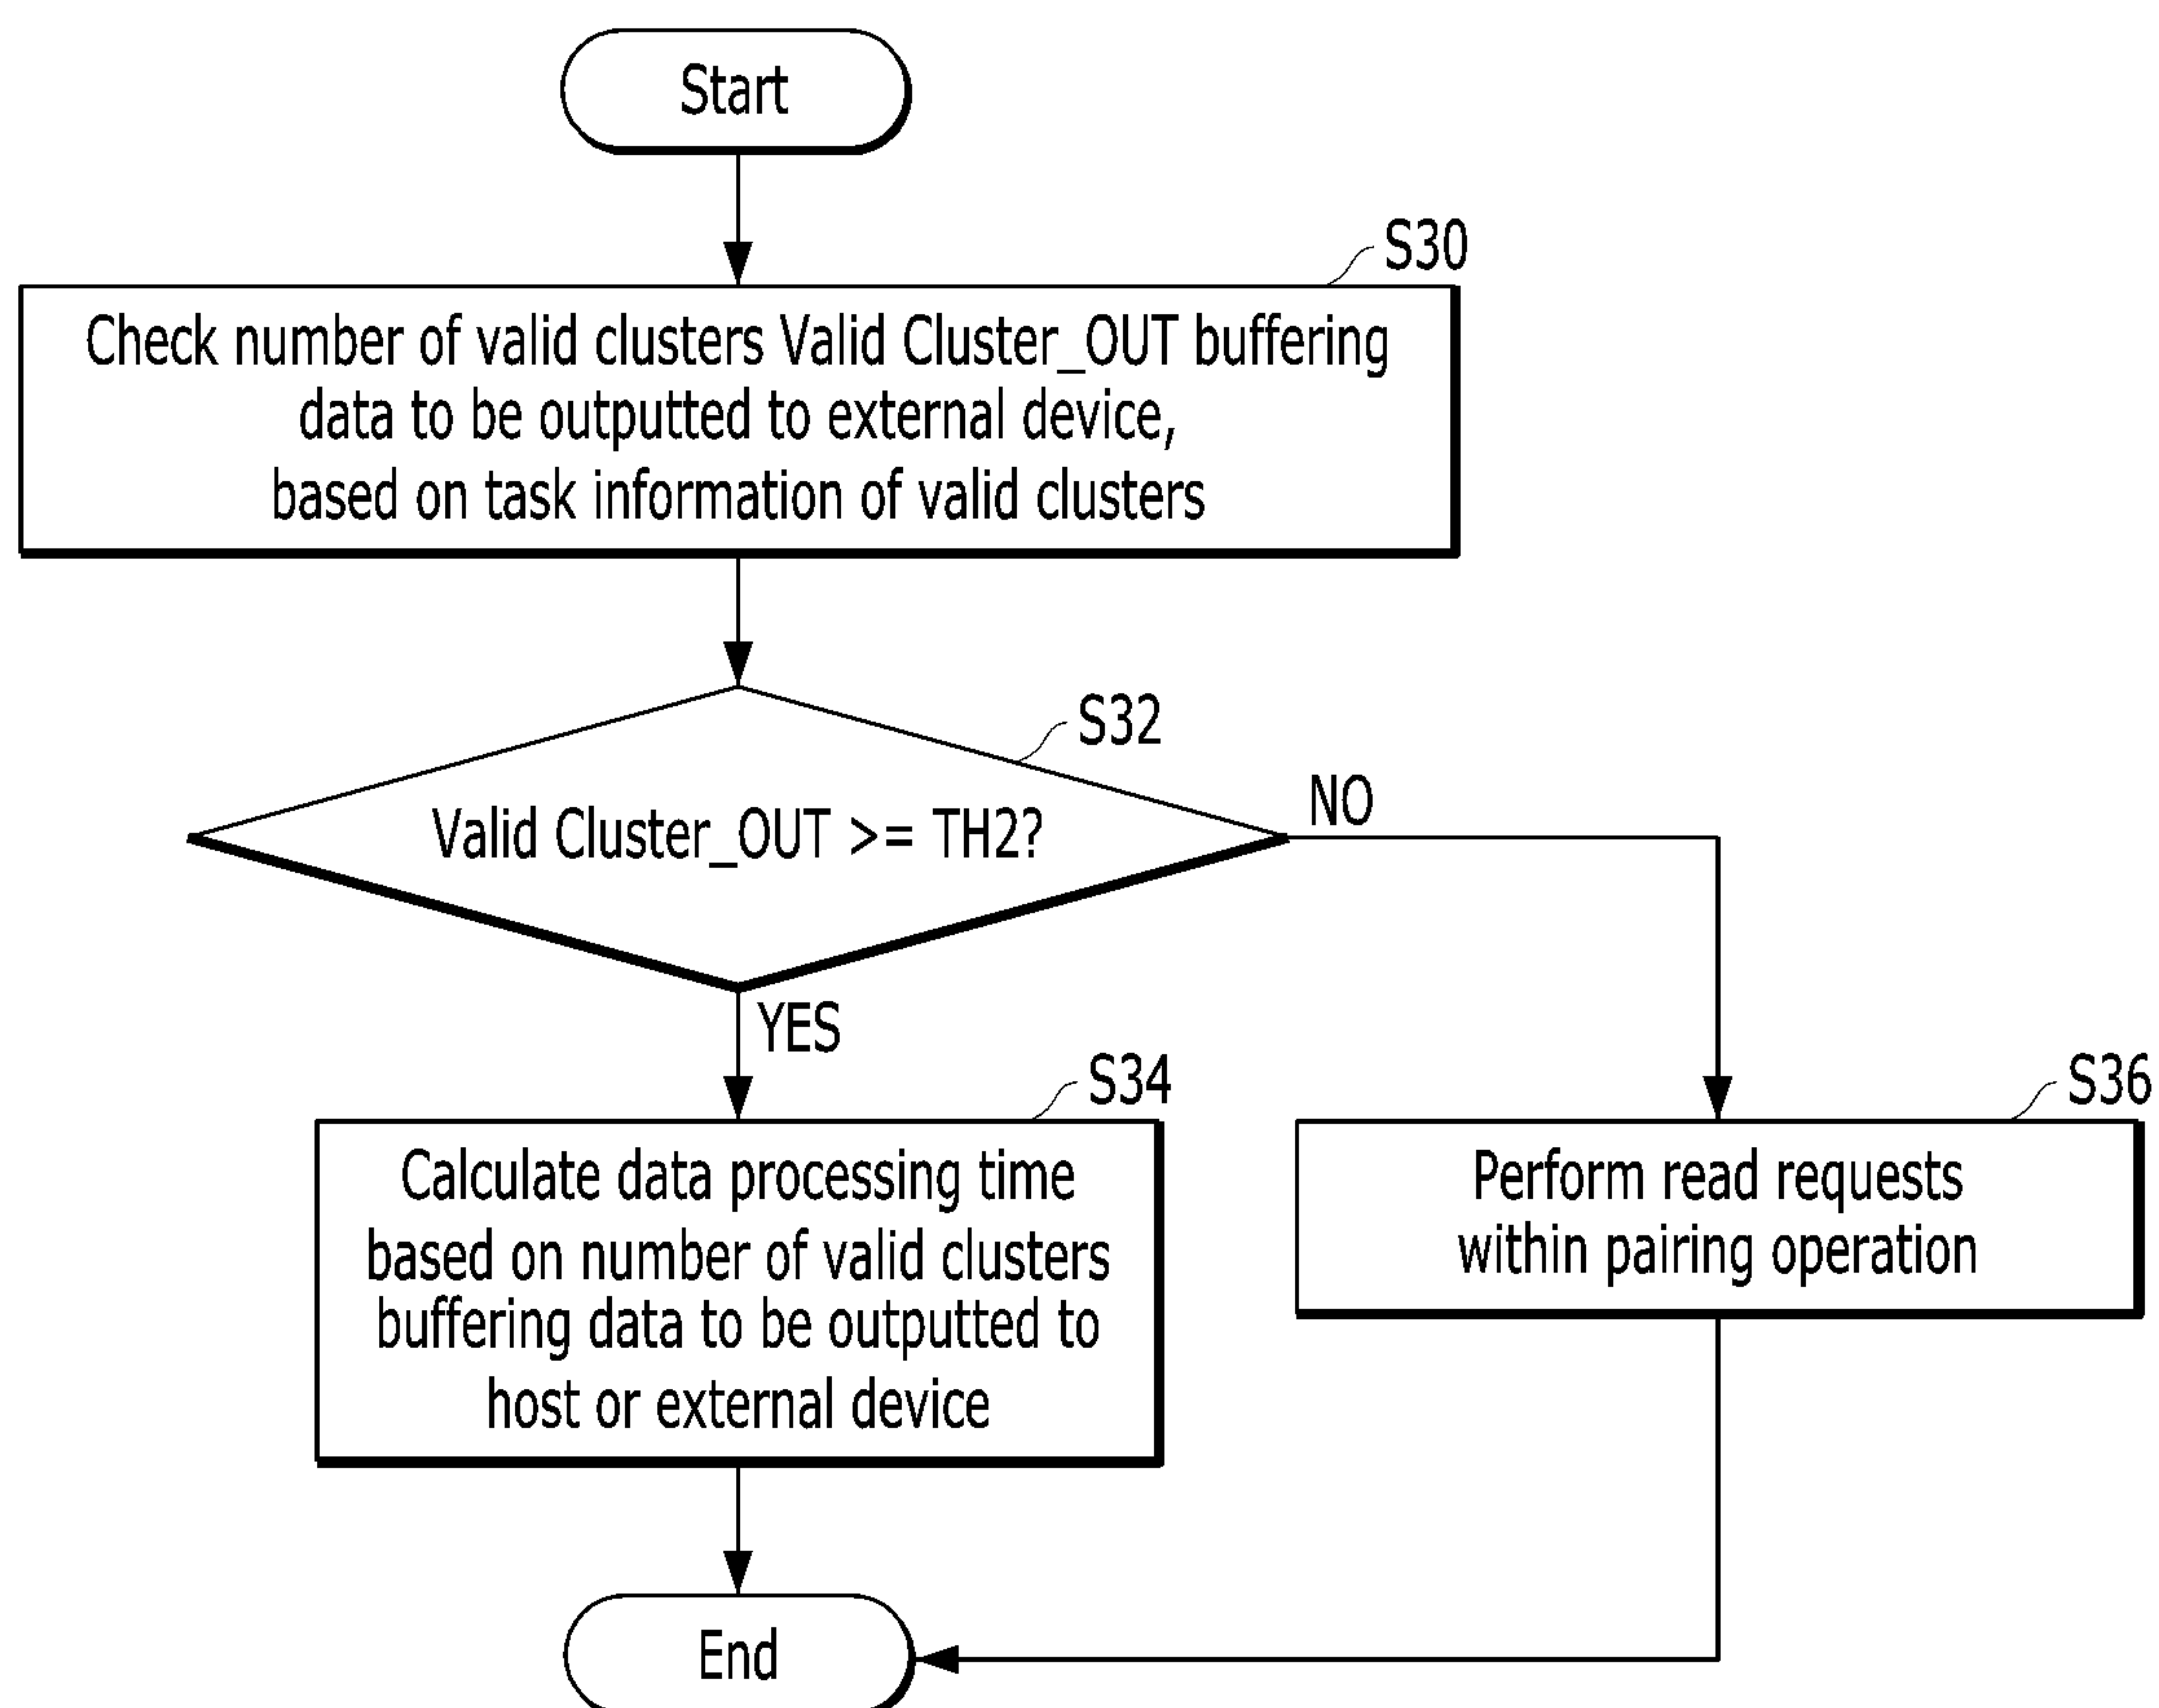 Start
S30
Check number of valid clusters Valid Cluster_OUT buffering
data to be outputted to external device,
based on task information of valid clusters
S32
Valid Cluster_OUT >= TH2?
NO
YES
S34
Calculate data processing time
based on number of valid clusters
buffering data to be outputted to
host or external device
S36
Perform read requests
within pairing operation
End